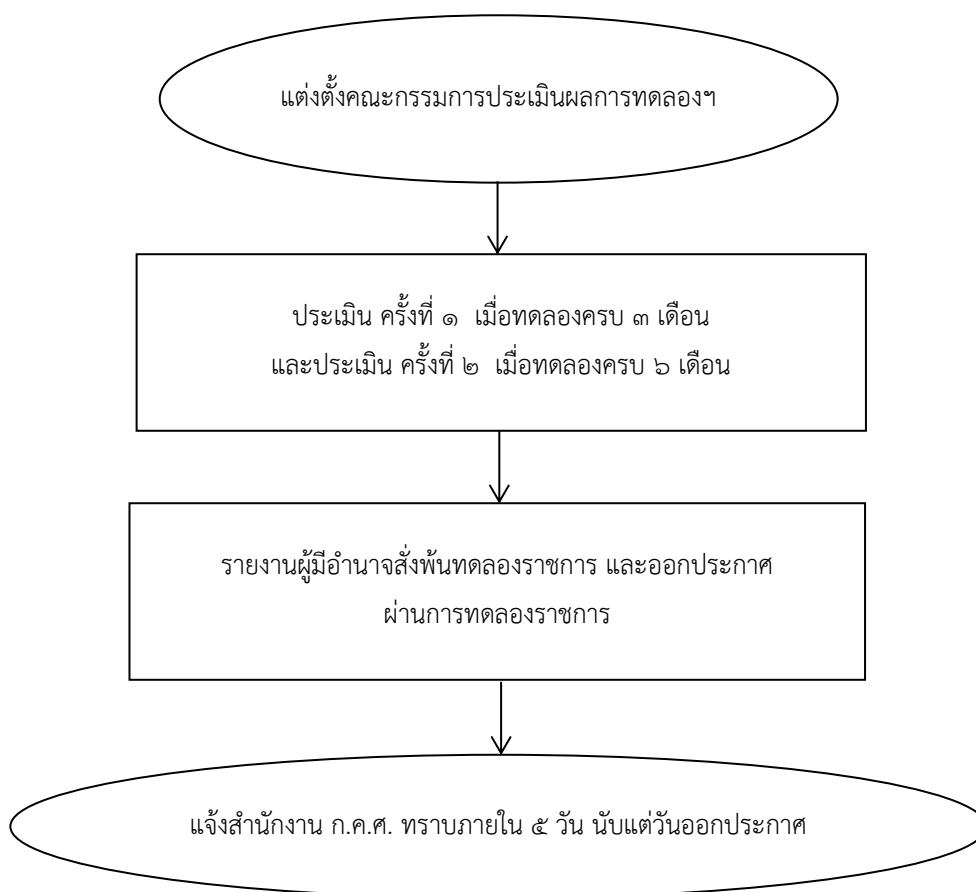 แต่งตั้งคณะกรรมการประเมินผลการทดลองฯ
ประเมิน ครั้งที่ ๑ เมื่อทดลองครบ ๓ เดือน
และประเมิน ครั้งที่ ๒ เมื่อทดลองครบ ๖ เดือน
รายงานผู้มีอำนาจสั่งพ้นทดลองราชการ และออกประกาศ
ผ่านการทดลองราชการ
แจ้งสำนักงาน ก.ค.ศ. ทราบภายใน ๕ วัน นับแต่วันออกประกาศ